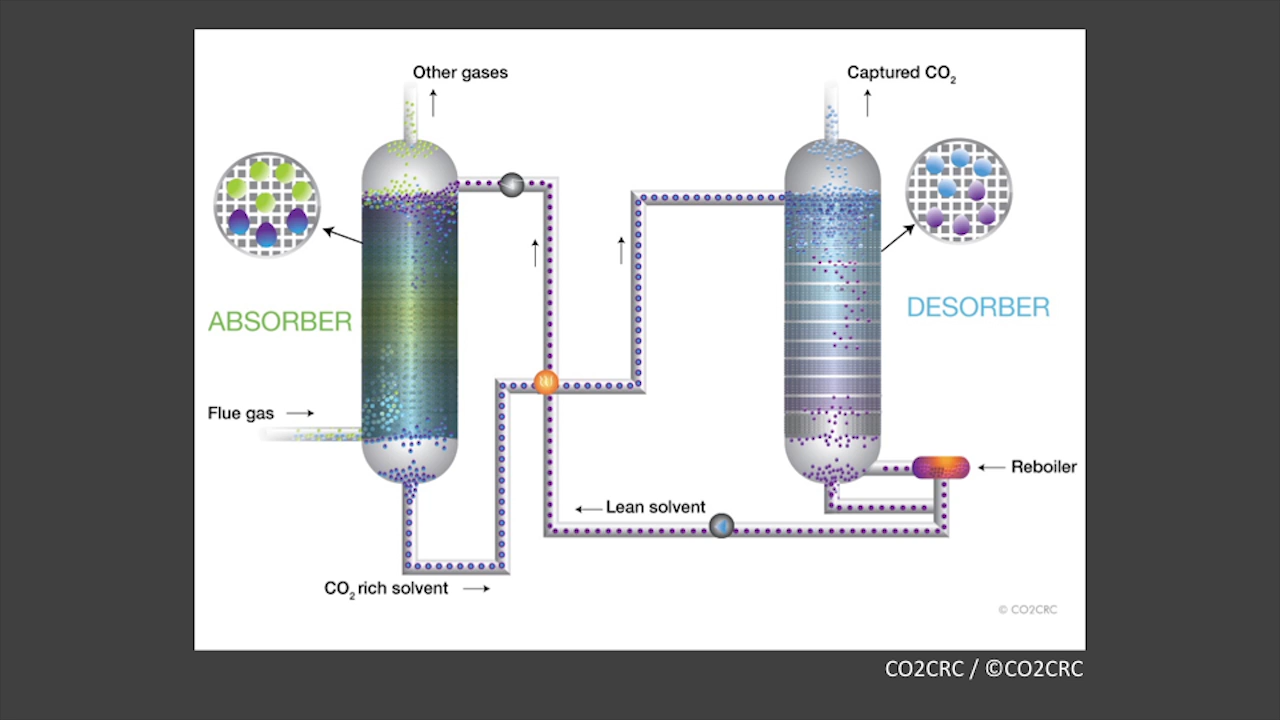 Other gases
Captured CO₂
ABSORBER
DESORBER
Flue gas
Reboiler
Lean solvent
CO₂ rich solvent
© CO2CRC
CO2CRC / ©CO2CRC